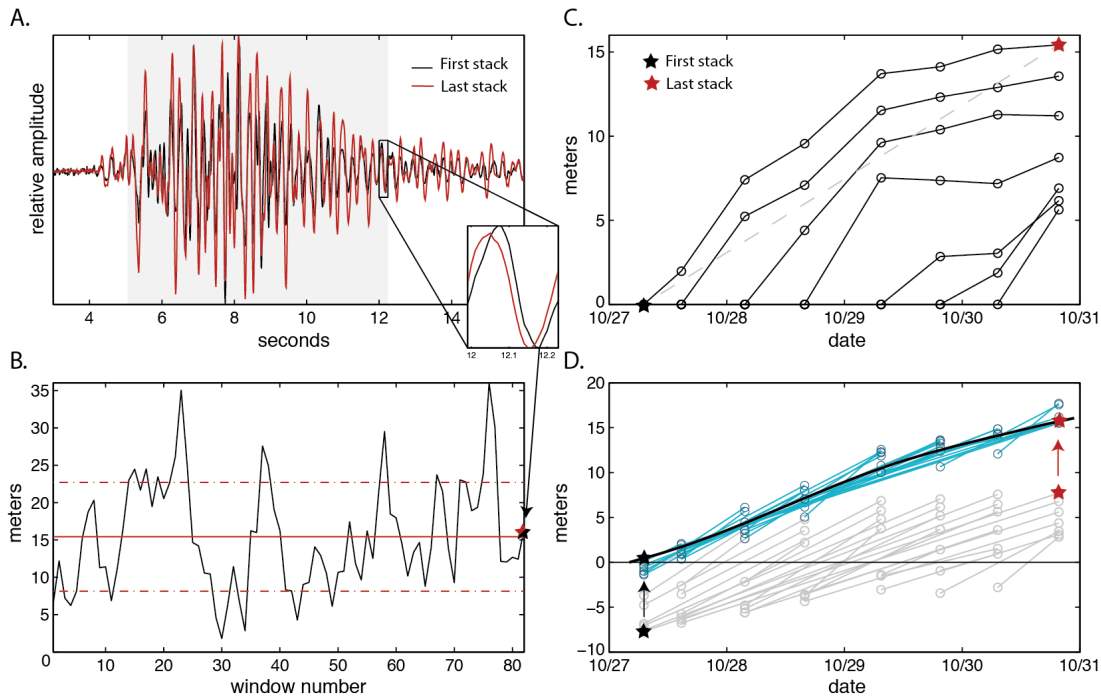 A.
First stack
Last stack
relative amplitude
4 6 8 10 12 14
seconds
12 12.1 12.2
B.
35
30
25
20
15
10
5
0
meters
10 20 30 40 50 60 70 80
window number
C.
First stack
Last stack
15
10
5
0
meters
10/27 10/28 10/29 10/30 10/31
date
D.
20
15
10
5
0
−5
−10
meters
10/27 10/28 10/29 10/30 10/31
date